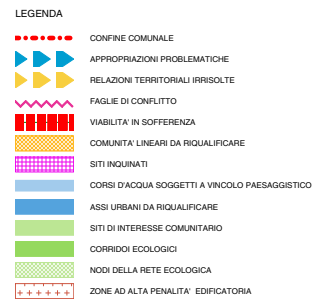 LEGENDA
CONFINE COMUNALE
APPROPRIAZIONI PROBLEMATICHE
RELAZIONI TERRITORIALI IRRISOLTE
FAGLIE DI CONFLITTO
VIABILITA' IN SOFFERENZA
COMUNITA' LINEARI DA RIQUALIFICARE
SITI INQUINATI
CORSI D'ACQUA SOGGETTI A VINCOLO PAESAGGISTICO
ASSI URBANI DA RIQUALIFICARE
SITI DI INTERESSE COMUNITARIO
CORRIDOI ECOLOGICI
NODI DELLA RETE ECOLOGICA
ZONE AD ALTA PENALITA' EDIFICATORIA